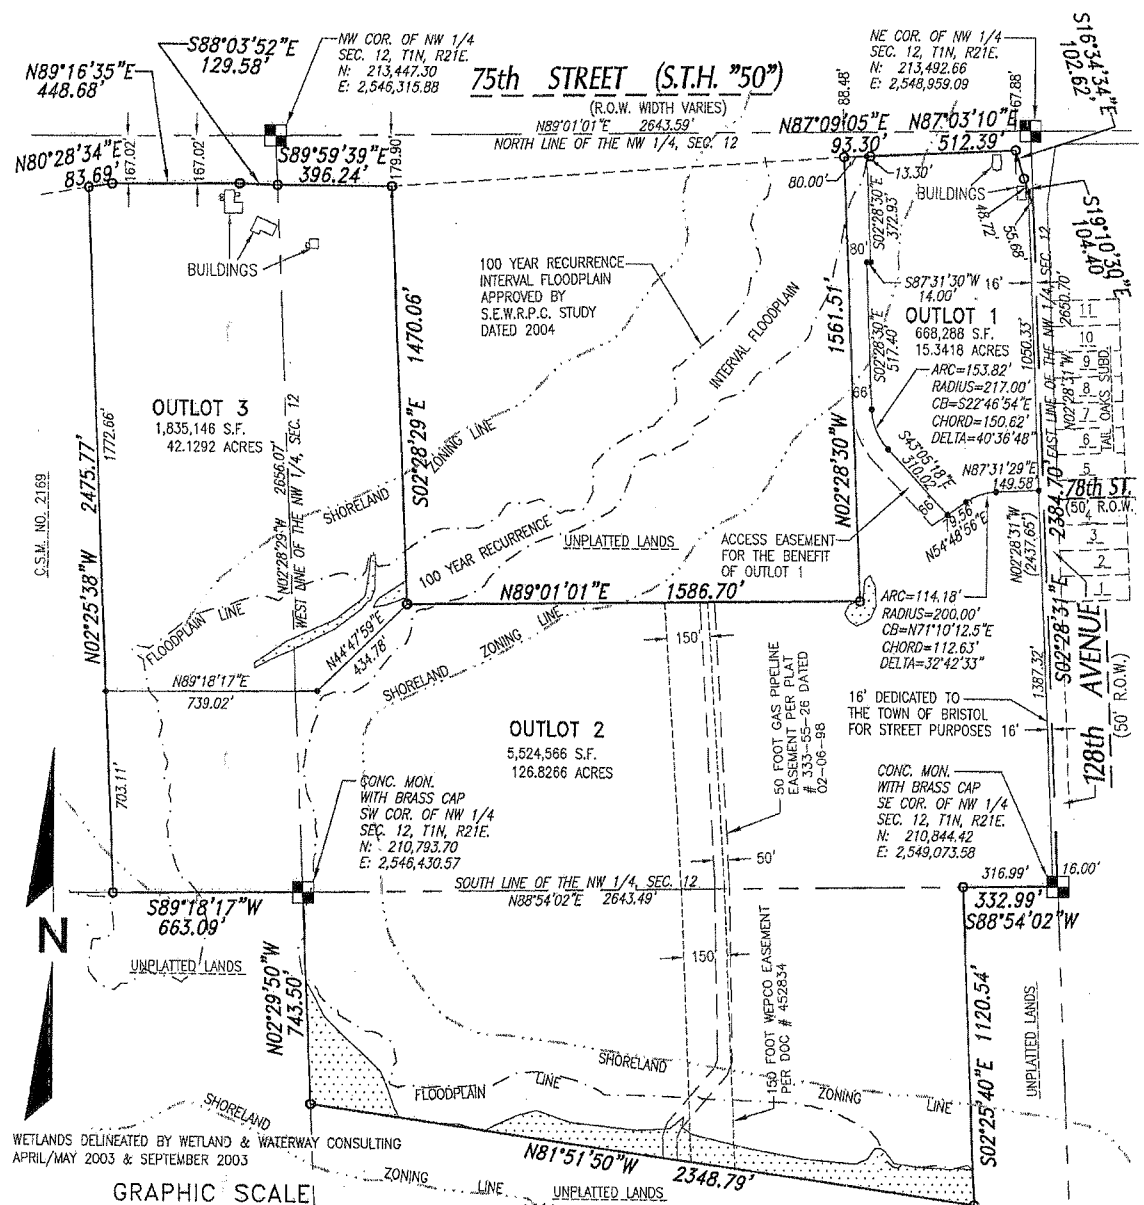 S88°03'52"E
129.58'
NW COR. OF NW 1/4
SEC. 12, T1N, R21E.
N: 213,447.30
E: 2,546,315.88
N89°16'35"E
448.68'
75th STREET (S.T.H. "50")
(R.O.W. WIDTH VARIES)
N89°01'01"E 2643.59'
NORTH LINE OF THE NW 1/4, SEC. 12
88.48'
NE COR. OF NW 1/4
SEC. 12, T1N, R21E.
N: 213,492.66
E: 2,548,959.09
167.88'
S16°34'34"E
102.62'
N80°28'34"E
83.69'
167.02'
167.02'
S89°59'39"E
396.24'
179.90'
N87°09'05"E
93.30'
N87°03'10"E
512.39'
80.00'
13.30'
BUILDINGS
48.72'
55.68'
S19°10'30"E
104.40'
BUILDINGS
100 YEAR RECURRENCE
INTERVAL FLOODPLAIN
APPROVED BY
S.E.W.R.P.C. STUDY
DATED 2004
INTERVAL FLOODPLAIN
S02°28'30"E
372.93'
80'
S87°31'30"W 16'
14.00'
OUTLOT 1
668,288 S.F.
15.3418 ACRES
S02°28'30"E
517.40'
66'
ARC=153.82'
RADIUS=217.00'
CB=S22°46'54"E
CHORD=150.62'
DELTA=40°36'48"
1050.33'
EAST LINE OF THE NW 1/4, SEC. 12
N02°28'31"W 2650.70'
11
10
9
8
7
6
5
4
3
2
1
TALL OAKS SUBD.
1561.51'
N02°28'30"W
S43°05'18"E
310.02'
N87°31'29"E
149.58'
78th ST.
(50' R.O.W.)
66'
79.56'
N54°48'56"E
N02°28'31"W
(2437.65')
OUTLOT 3
1,835,146 S.F.
42.1292 ACRES
1470.06'
S02°28'29"E
SHORELAND ZONING LINE
N02°28'29"W 2656.07'
WEST LINE OF THE NW 1/4, SEC. 12
1772.66'
2475.77'
N02°25'38"W
C.S.M. NO. 2169
100 YEAR RECURRENCE
UNPLATTED LANDS
ACCESS EASEMENT
FOR THE BENEFIT
OF OUTLOT 1
N89°01'01"E 1586.70'
ARC=114.18'
RADIUS=200.00'
CB=N71°10'12.5"E
CHORD=112.63'
DELTA=32°42'33"
2384.70'
S02°28'31"E
FLOODPLAIN LINE
N44°47'59"E
434.78'
SHORELAND ZONING LINE
150'
N89°18'17"E
739.02'
1387.32'
128th AVENUE
(50' R.O.W.)
16' DEDICATED TO
THE TOWN OF BRISTOL
FOR STREET PURPOSES 16'
OUTLOT 2
5,524,566 S.F.
126.8266 ACRES
50 FOOT GAS PIPELINE
EASEMENT PER PLAT
# 333-55-26 DATED
02-06-98
703.11'
CONC. MON.
WITH BRASS CAP
SW COR. OF NW 1/4
SEC. 12, T1N, R21E.
N: 210,793.70
E: 2,546,430.57
CONC. MON.
WITH BRASS CAP
SE COR. OF NW 1/4
SEC. 12, T1N, R21E.
N: 210,844.42
E: 2,549,073.58
50'
SOUTH LINE OF THE NW 1/4, SEC. 12
N88°54'02"E 2643.49'
316.99'
16.00'
332.99'
S88°54'02"W
S89°18'17"W
663.09'
N
UNPLATTED LANDS
N02°29'50"W
743.50'
150'
150 FOOT WEPCO EASEMENT
PER DOC # 452834
1120.54'
S02°25'40"E
UNPLATTED LANDS
SHORELAND ZONING LINE
FLOODPLAIN LINE
SHORELAND ZONING LINE
WETLANDS DELINEATED BY WETLAND & WATERWAY CONSULTING
APRIL/MAY 2003 & SEPTEMBER 2003
N81°51'50"W 2348.79'
UNPLATTED LANDS
GRAPHIC SCALE